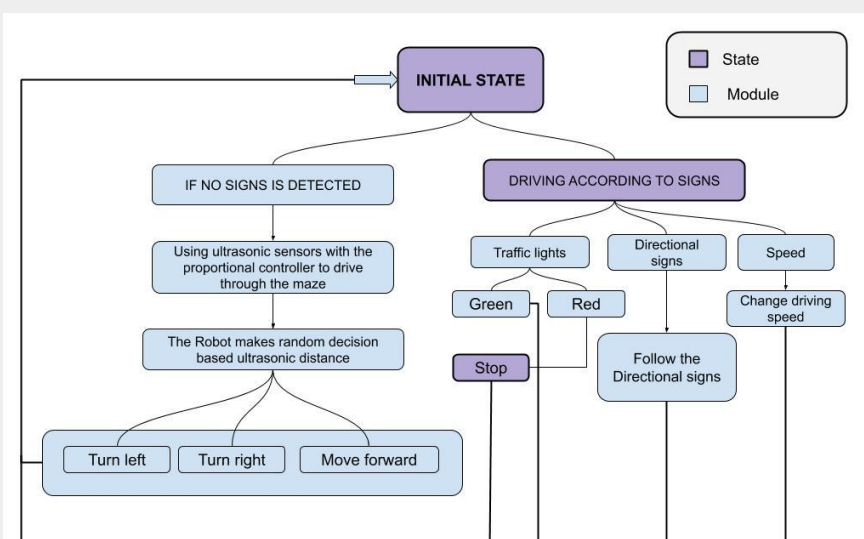 INITIAL STATE
State
Module
IF NO SIGNS IS DETECTED
DRIVING ACCORDING TO SIGNS
Using ultrasonic sensors with the
proportional controller to drive
through the maze
Traffic lights
Directional
signs
Speed
Green
Red
Change driving
speed
The Robot makes random decision
based ultrasonic distance
Stop
Follow the
Directional signs
Turn left
Turn right
Move forward